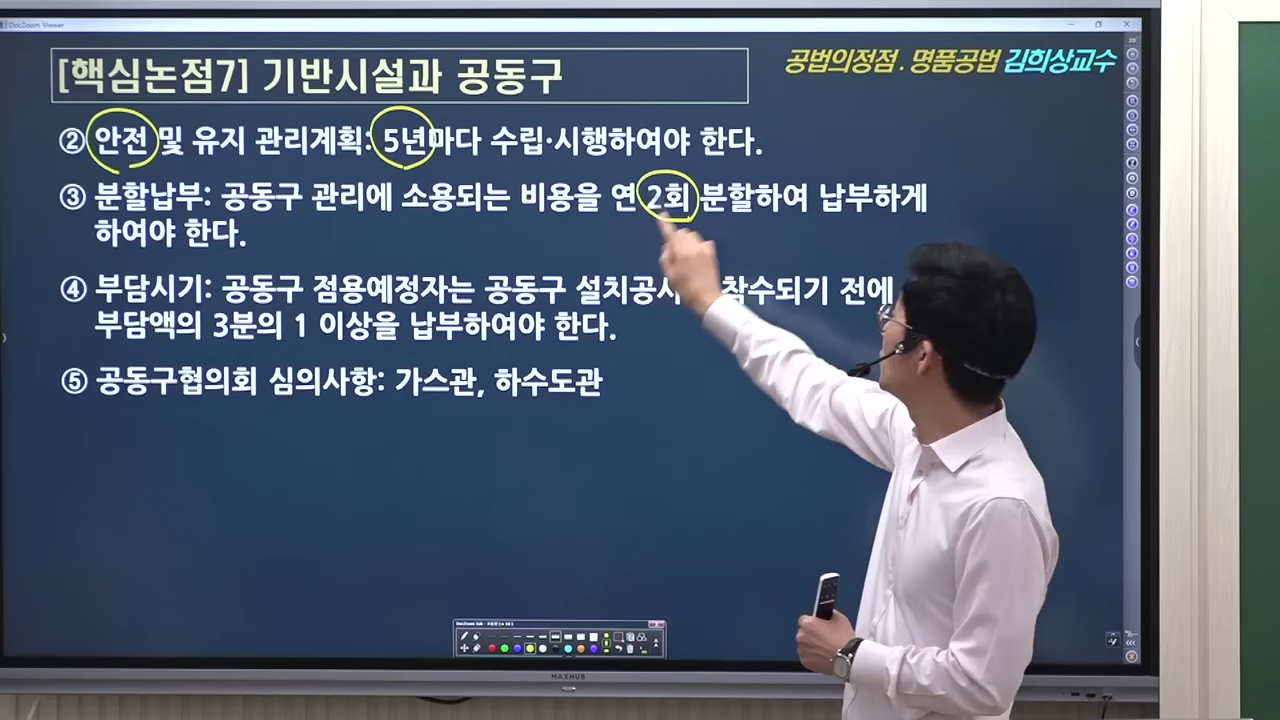 DocZoom Viewer
[핵심논점7] 기반시설과 공동구
공법의정점. 명품공법 김희상교수
② 안전 및 유지 관리계획: 5년마다 수립·시행하여야 한다.
③ 분할납부: 공동구 관리에 소용되는 비용을 연 2회 분할하여 납부하게
하여야 한다.
④ 부담시기: 공동구 점용예정자는 공동구 설치공사 착수되기 전에
부담액의 3분의 1 이상을 납부하여야 한다.
⑤ 공동구협의회 심의사항: 가스관, 하수도관
MAXHUB